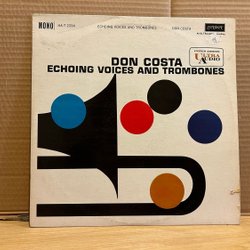 MONO
ECHOING VOICES AND TROMBONES
DON COSTA
ULTRA
AUDIO
DON COSTA
ECHOING VOICES AND TROMBONES